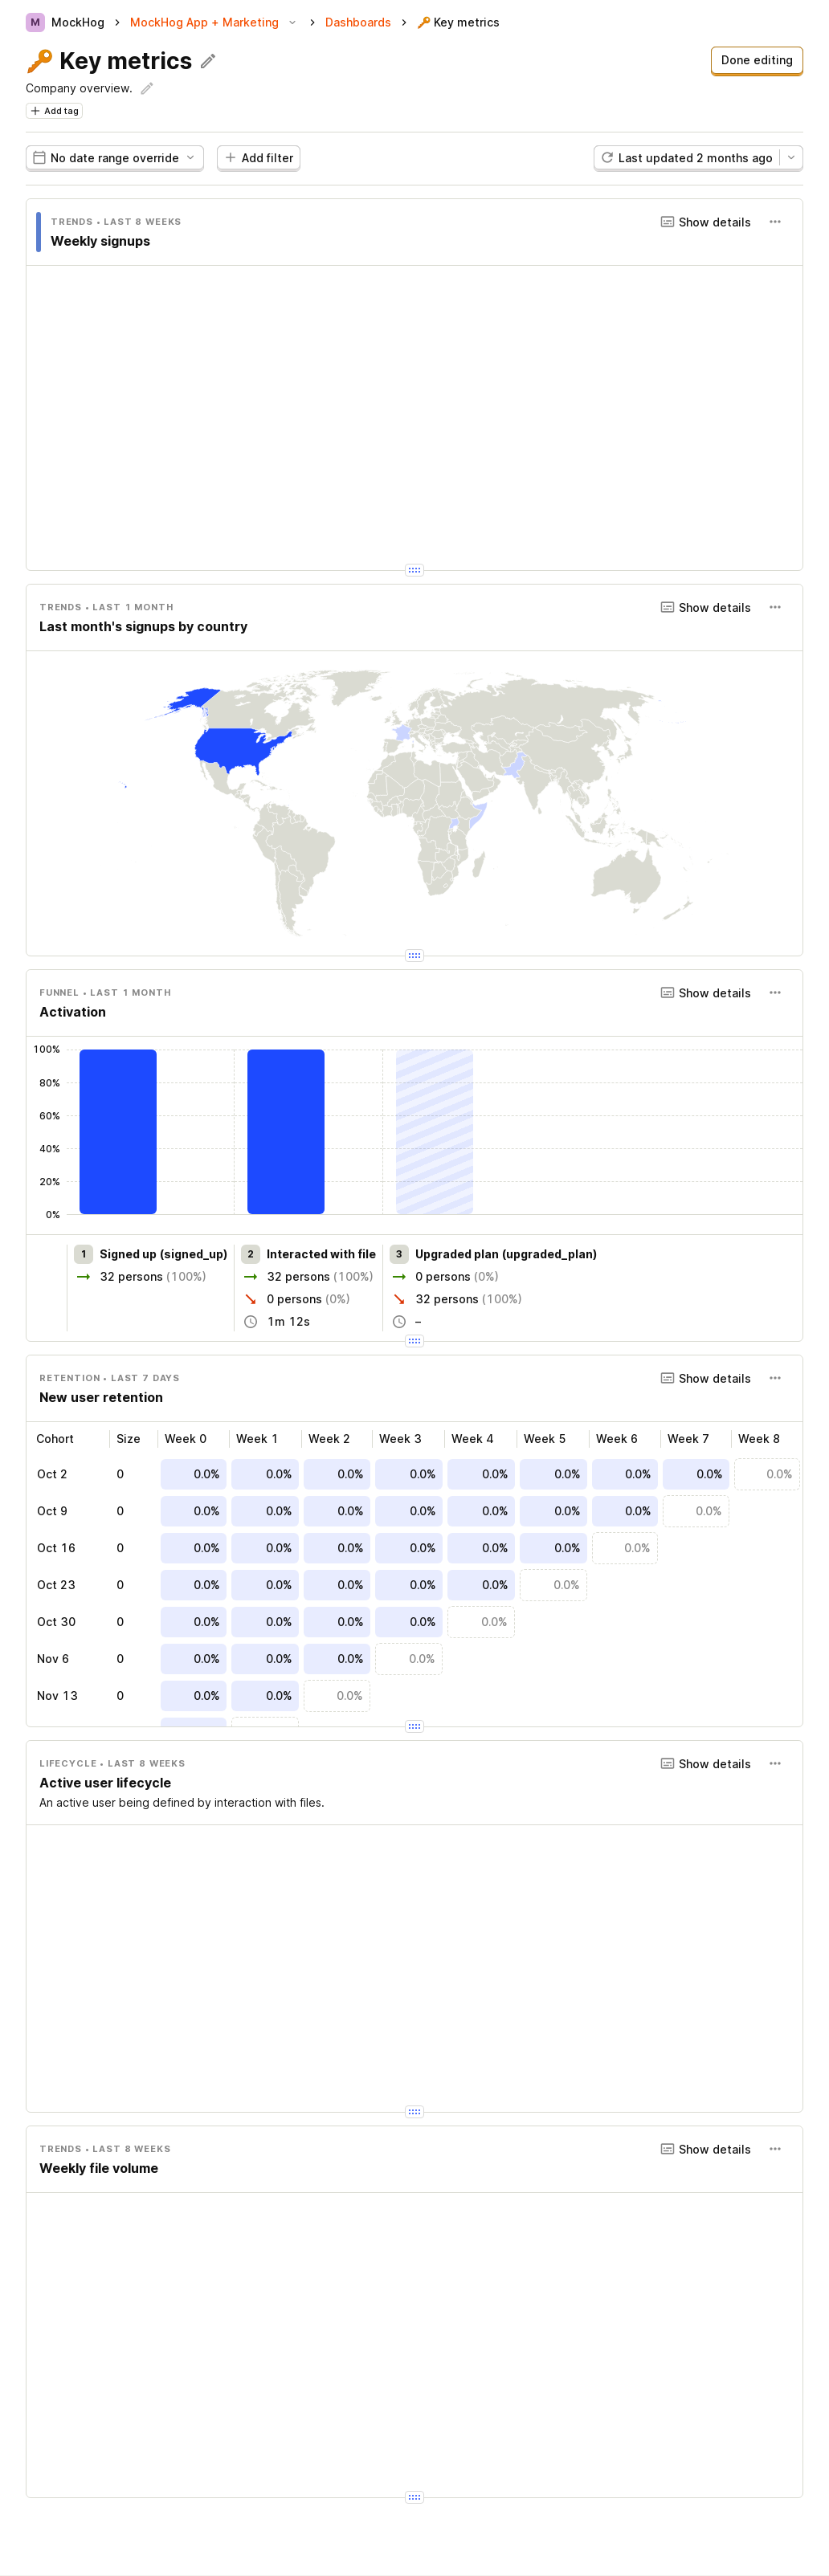 M MockHog MockHog App + Marketing Dashboards Key metrics
Key metrics
Done editing
Company overview.
Add tag
No date range override Add filter Last updated 2 months ago
TRENDS • LAST 8 WEEKS
Show details
Weekly signups
TRENDS • LAST 1 MONTH
Show details
Last month's signups by country
FUNNEL • LAST 1 MONTH
Show details
Activation
100%
80%
60%
40%
20%
0%
1 Signed up (signed_up) 2 Interacted with file 3 Upgraded plan (upgraded_plan)
32 persons (100%) 32 persons (100%) 0 persons (0%)
0 persons (0%) 32 persons (100%)
1m 12s –
RETENTION • LAST 7 DAYS
Show details
New user retention
Cohort Size Week 0 Week 1 Week 2 Week 3 Week 4 Week 5 Week 6 Week 7 Week 8
Oct 2 0 0.0% 0.0% 0.0% 0.0% 0.0% 0.0% 0.0% 0.0% 0.0%
Oct 9 0 0.0% 0.0% 0.0% 0.0% 0.0% 0.0% 0.0% 0.0%
Oct 16 0 0.0% 0.0% 0.0% 0.0% 0.0% 0.0% 0.0%
Oct 23 0 0.0% 0.0% 0.0% 0.0% 0.0% 0.0%
Oct 30 0 0.0% 0.0% 0.0% 0.0% 0.0%
Nov 6 0 0.0% 0.0% 0.0% 0.0%
Nov 13 0 0.0% 0.0% 0.0%
LIFECYCLE • LAST 8 WEEKS
Show details
Active user lifecycle
An active user being defined by interaction with files.
TRENDS • LAST 8 WEEKS
Show details
Weekly file volume